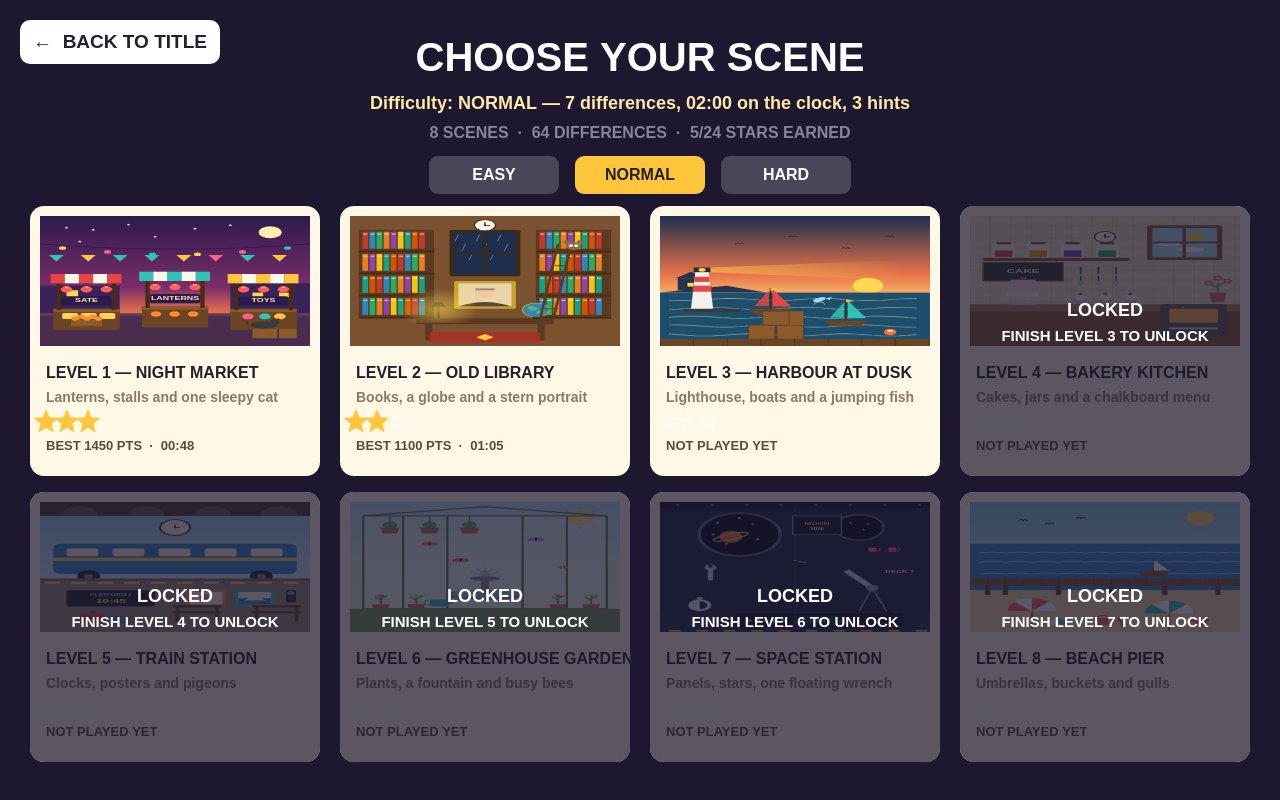 ← BACK TO TITLE
CHOOSE YOUR SCENE
Difficulty: NORMAL — 7 differences, 02:00 on the clock, 3 hints
8 SCENES · 64 DIFFERENCES · 5/24 STARS EARNED
EASY
NORMAL
HARD
SATE
LANTERNS
TOYS
LEVEL 1 — NIGHT MARKET
Lanterns, stalls and one sleepy cat
BEST 1450 PTS · 00:48
LEVEL 2 — OLD LIBRARY
Books, a globe and a stern portrait
BEST 1100 PTS · 01:05
LEVEL 3 — HARBOUR AT DUSK
Lighthouse, boats and a jumping fish
NOT PLAYED YET
CAKE
LOCKED
FINISH LEVEL 3 TO UNLOCK
LEVEL 4 — BAKERY KITCHEN
Cakes, jars and a chalkboard menu
NOT PLAYED YET
PLATFORM 2
10:45
LOCKED
FINISH LEVEL 4 TO UNLOCK
LEVEL 5 — TRAIN STATION
Clocks, posters and pigeons
NOT PLAYED YET
LOCKED
FINISH LEVEL 5 TO UNLOCK
LEVEL 6 — GREENHOUSE GARDEN
Plants, a fountain and busy bees
NOT PLAYED YET
MOON
2026
DECK 7
LOCKED
FINISH LEVEL 6 TO UNLOCK
LEVEL 7 — SPACE STATION
Panels, stars, one floating wrench
NOT PLAYED YET
LOCKED
FINISH LEVEL 7 TO UNLOCK
LEVEL 8 — BEACH PIER
Umbrellas, buckets and gulls
NOT PLAYED YET